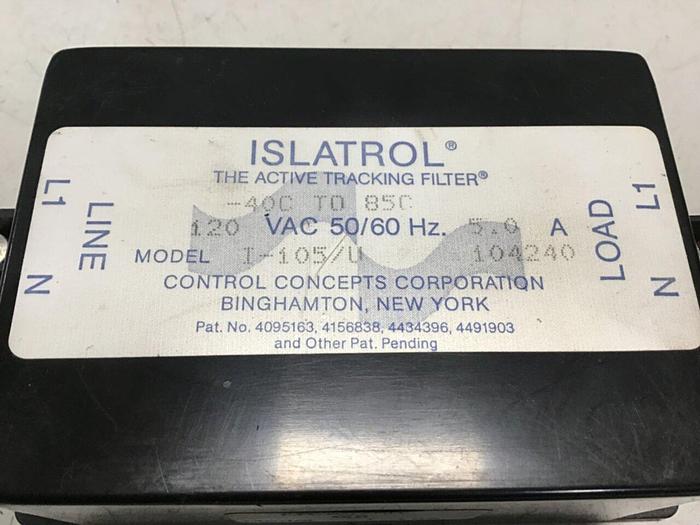 ISLATROL®
THE ACTIVE TRACKING FILTER®
-40C TO 85C
120 VAC 50/60 Hz. 5.0 A
MODEL I-105/U 104240
CONTROL CONCEPTS CORPORATION
BINGHAMTON, NEW YORK
Pat. No. 4095163, 4156838, 4434396, 4491903
and Other Pat. Pending
L1
LINE
N
LOAD
L1
N